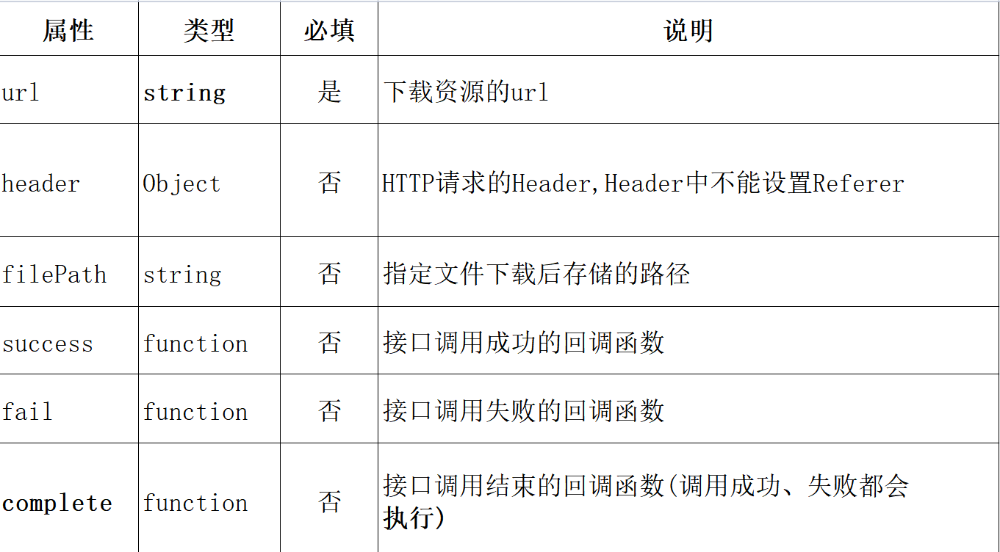 属性 类型 必填 说明
url string 是 下载资源的url
header Object 否 HTTP请求的Header,Header中不能设置Referer
filePath string 否 指定文件下载后存储的路径
success function 否 接口调用成功的回调函数
fail function 否 接口调用失败的回调函数
complete function 否 接口调用结束的回调函数(调用成功、失败都会
执行)